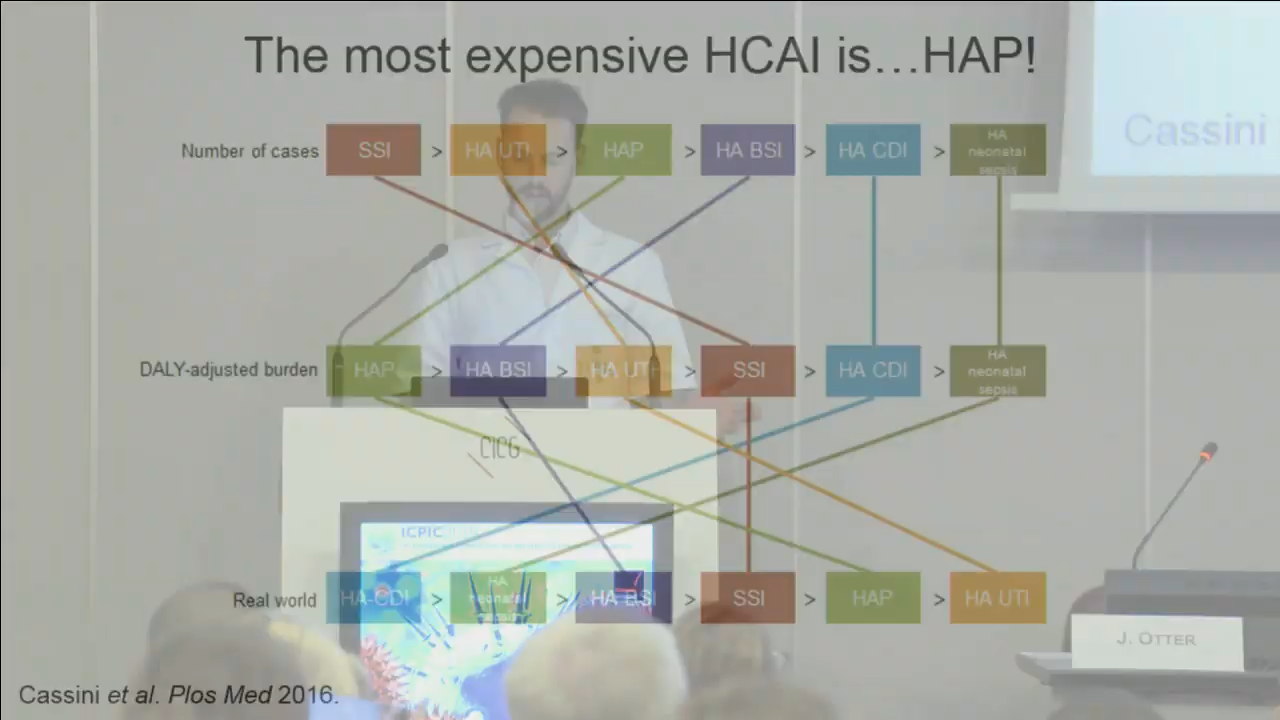 The most expensive HCAI is…HAP!
Cassini
Number of cases SSI > HA UTI > HAP > HA BSI > HA CDI > HA neonatal sepsis
DALY-adjusted burden HAP > HA BSI > HA UTI > SSI > HA CDI > HA neonatal sepsis
CICG
ICPIC
Real world HA-CDI > HA neonatal sepsis > HA BSI > SSI > HAP > HA UTI
J. OTTER
Cassini et al. Plos Med 2016.